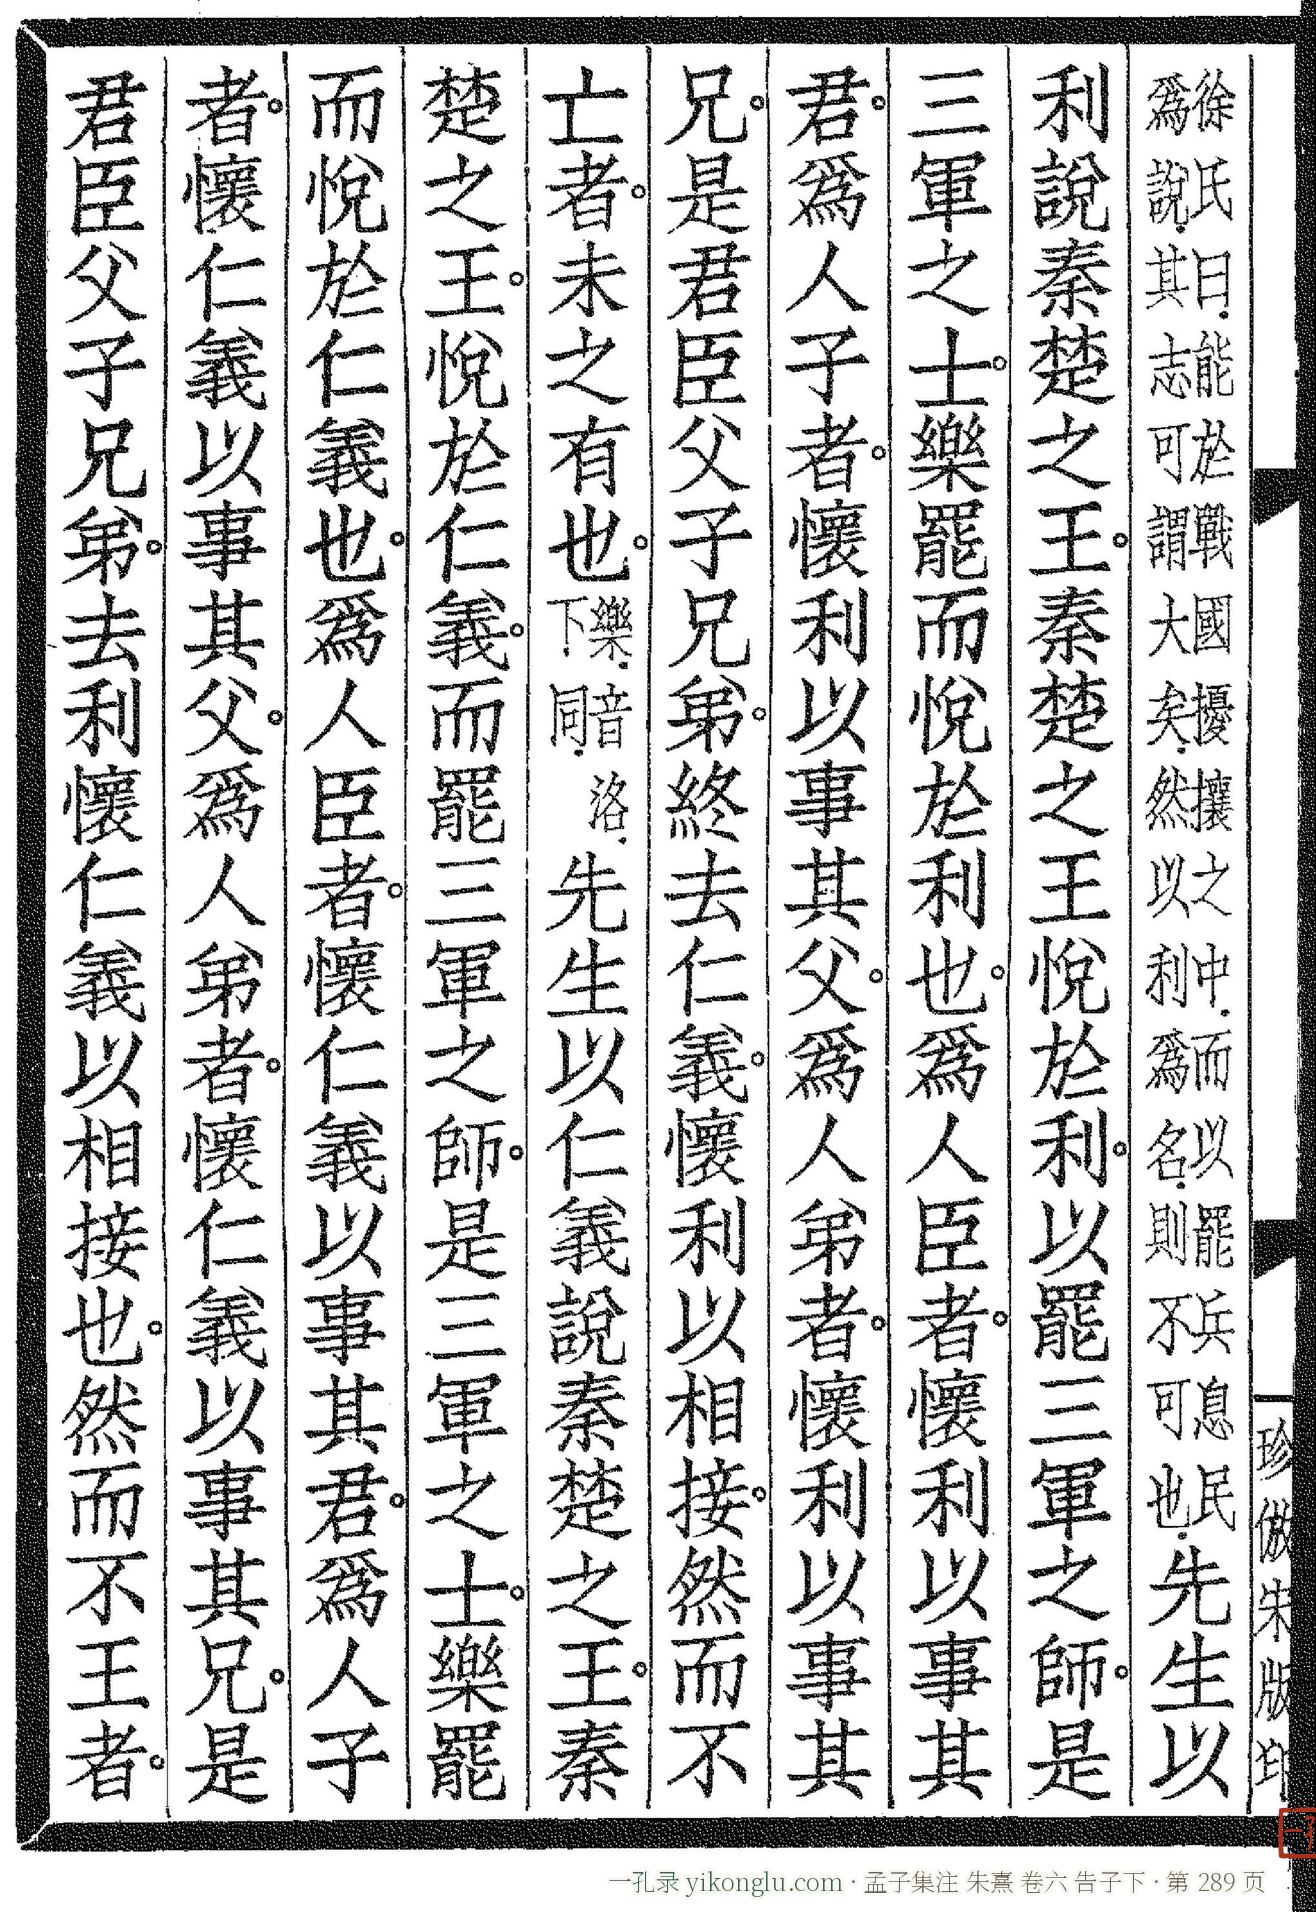 徐氏曰.能於戰國擾攘之中.而以罷兵息民
爲說.其志可謂大矣.然以利爲名.則不可也.先生以
利說秦楚之王。秦楚之王悅於利。以罷三軍之師。是
三軍之士。樂罷而悅於利也。爲人臣者。懷利以事其
君。爲人子者。懷利以事其父。爲人弟者。懷利以事其
兄。是君臣父子兄弟。終去仁義。懷利以相接。然而不
亡者。未之有也。樂.音洛.下同.先生以仁義說秦楚之王。秦
楚之王。悅於仁義。而罷三軍之師。是三軍之士。樂罷
而悅於仁義也。爲人臣者。懷仁義以事其君。爲人子
者。懷仁義以事其父。爲人弟者。懷仁義以事其兄。是
君臣父子兄弟。去利懷仁義以相接也。然而不王者。
珍倣宋版印
一孔录 yikonglu.com · 孟子集注 朱熹 卷六 告子下 · 第 289 页